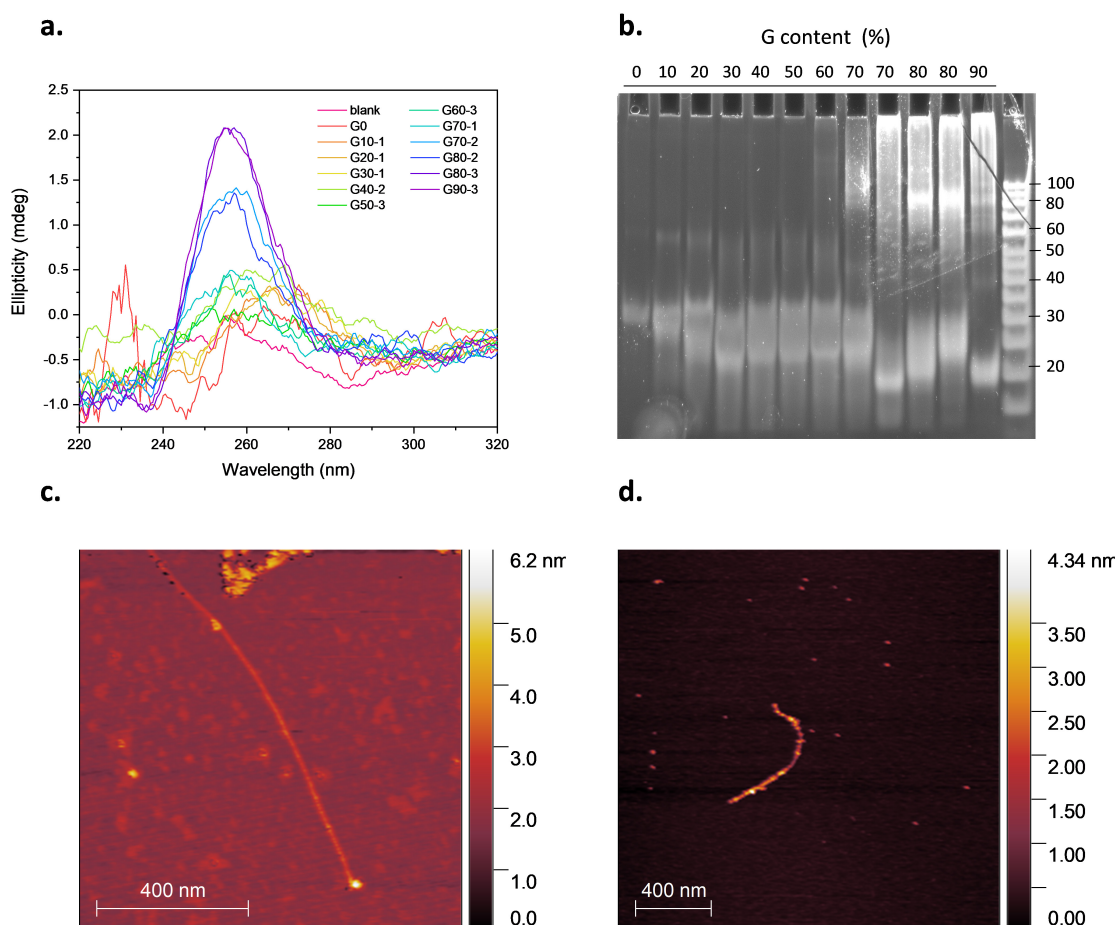 a.
Ellipticity (mdeg)
2.5
2.0
1.5
1.0
0.5
0.0
-0.5
-1.0
220
240
260
280
300
320
Wavelength (nm)
blank
G0
G10-1
G20-1
G30-1
G40-2
G50-3
G60-3
G70-1
G70-2
G80-2
G80-3
G90-3
b.
G content (%)
0 10 20 30 40 50 60 70 70 80 80 90
100
80
60
50
40
30
20
c.
400 nm
6.2 nm
5.0
4.0
3.0
2.0
1.0
0.0
d.
400 nm
4.34 nm
3.50
3.00
2.50
2.00
1.50
1.00
0.00